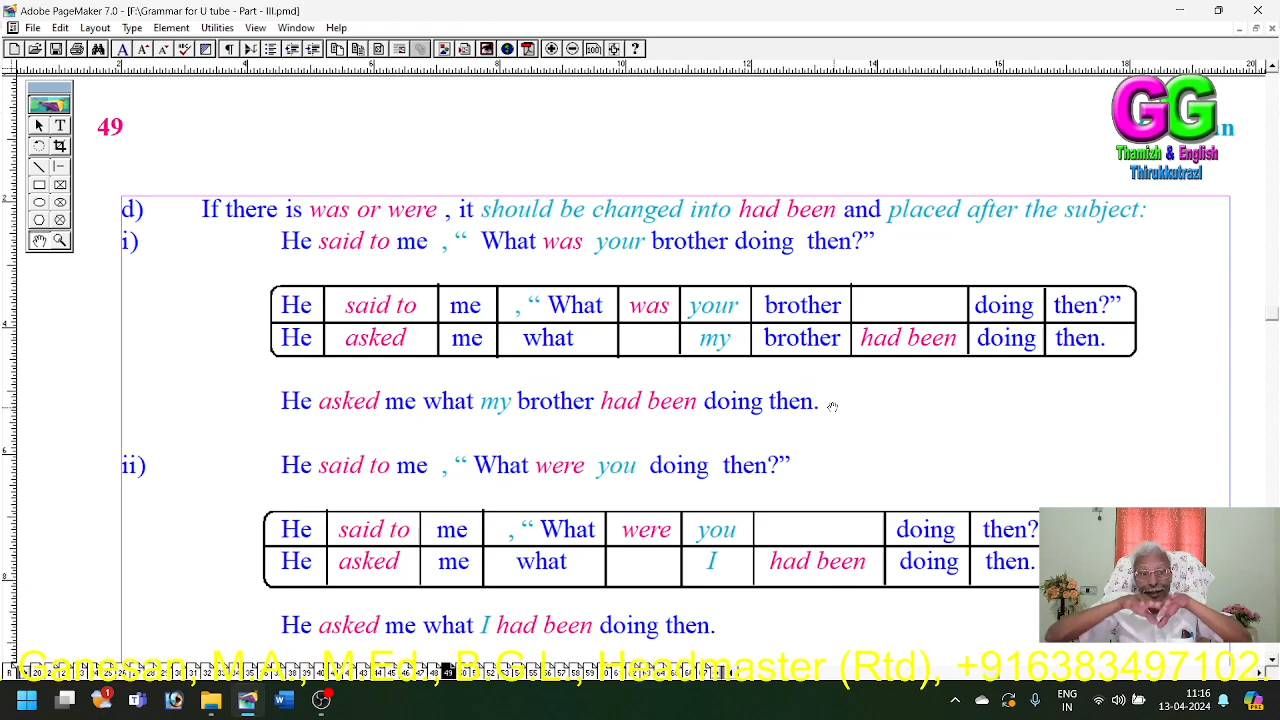 Adobe PageMaker 7.0 - [F:\Grammar for U tube - Part - III.pmd]
File Edit Layout Type Element Utilities View Window Help
49
GG
Thamizh & English
Thirukkutrazl
d) If there is was or were , it should be changed into had been and placed after the subject:
i) He said to me , “ What was your brother doing then?”
He said to me , “ What was your brother doing then?”
He asked me what my brother had been doing then.
He asked me what my brother had been doing then.
ii) He said to me , “ What were you doing then?”
He said to me , “ What were you doing then?
He asked me what I had been doing then.
He asked me what I had been doing then.
Ganesan, M.A., M.Ed., B.G.L., Headmaster (Rtd), +916383497102.
ENG
IN
11:16
13-04-2024